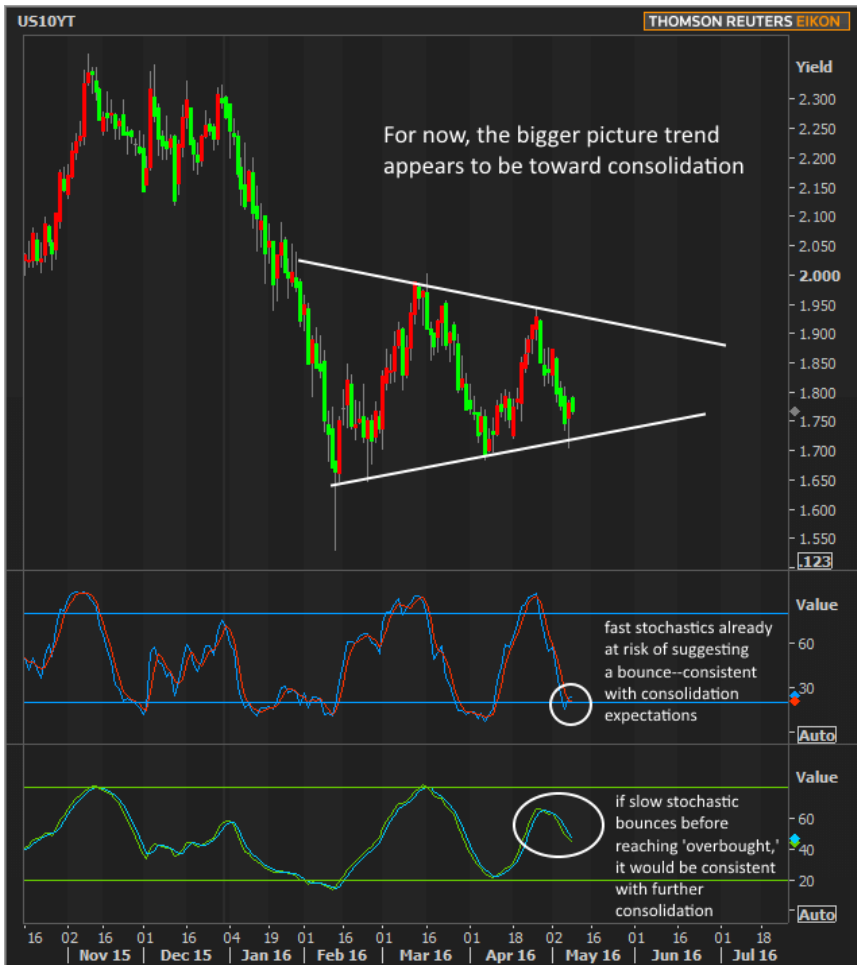 US10YT
THOMSON REUTERS EIKON
Yield
For now, the bigger picture trend
appears to be toward consolidation
2.300
2.250
2.200
2.150
2.100
2.050
2.000
1.950
1.900
1.850
1.800
1.750
1.700
1.650
1.600
1.550
.123
Value
fast stochastics already
at risk of suggesting
a bounce--consistent
with consolidation
expectations
60
30
Auto
Value
if slow stochastic
bounces before
reaching 'overbought,'
it would be consistent
with further
consolidation
60
40
20
Auto
16 02 16 01 16 04 19 01 16 01 16 01 18 02 16 01 16 01 18
Nov 15 Dec 15 Jan 16 Feb 16 Mar 16 Apr 16 May 16 Jun 16 Jul 16